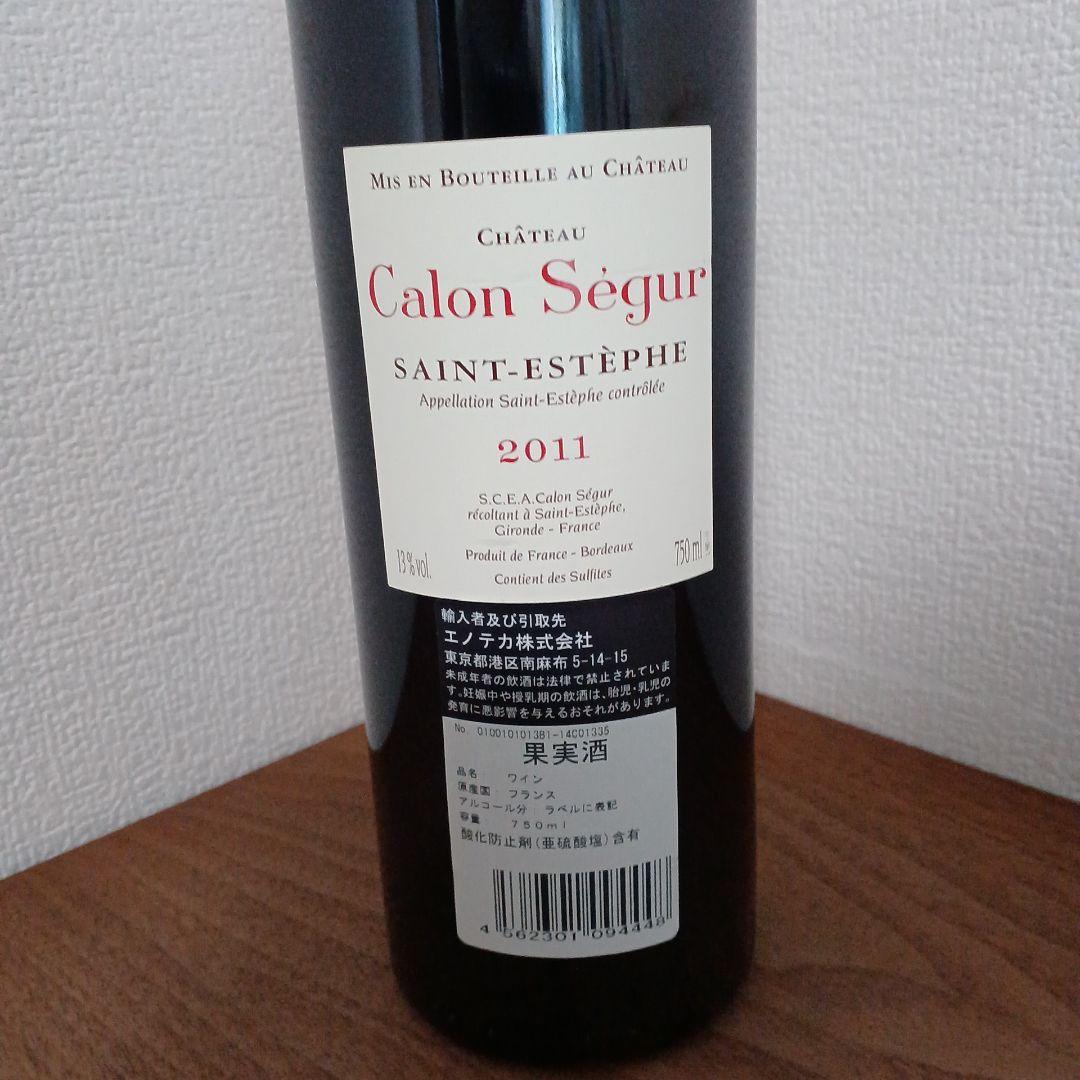 MIS EN BOUTEILLE AU CHÂTEAU
CHÂTEAU
Calon Ségur
SAINT-ESTÈPHE
Appellation Saint-Estèphe contrôlée
2011
S.C.E.A.Calon Ségur
récoltant à Saint-Estèphe,
Gironde - France
Produit de France - Bordeaux
13% vol.
750 ml
Contient des Sulfites
輸入者及び引取先
エノテカ株式会社
東京都港区南麻布 5-14-15
未成年者の飲酒は法律で禁止されていま
す。妊娠中や授乳期の飲酒は、胎児・乳児の
発育に悪影響を与えるおそれがあります。
No. 0100101013B1-14C01335
果実酒
品名 ワイン
原産国 : フランス
アルコール分 : ラベルに表記
容量 750ml
酸化防止剤(亜硫酸塩)含有
4 562301 094448